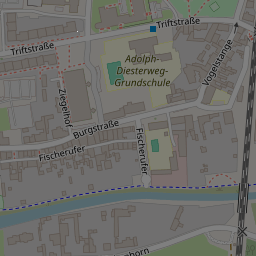 Triftstraße
Triftstraße
Adolph-
Diesterweg-
Grundschule
Vogelstange
Ziegelhof
Burgstraße
Fischerufer
Fischerufer